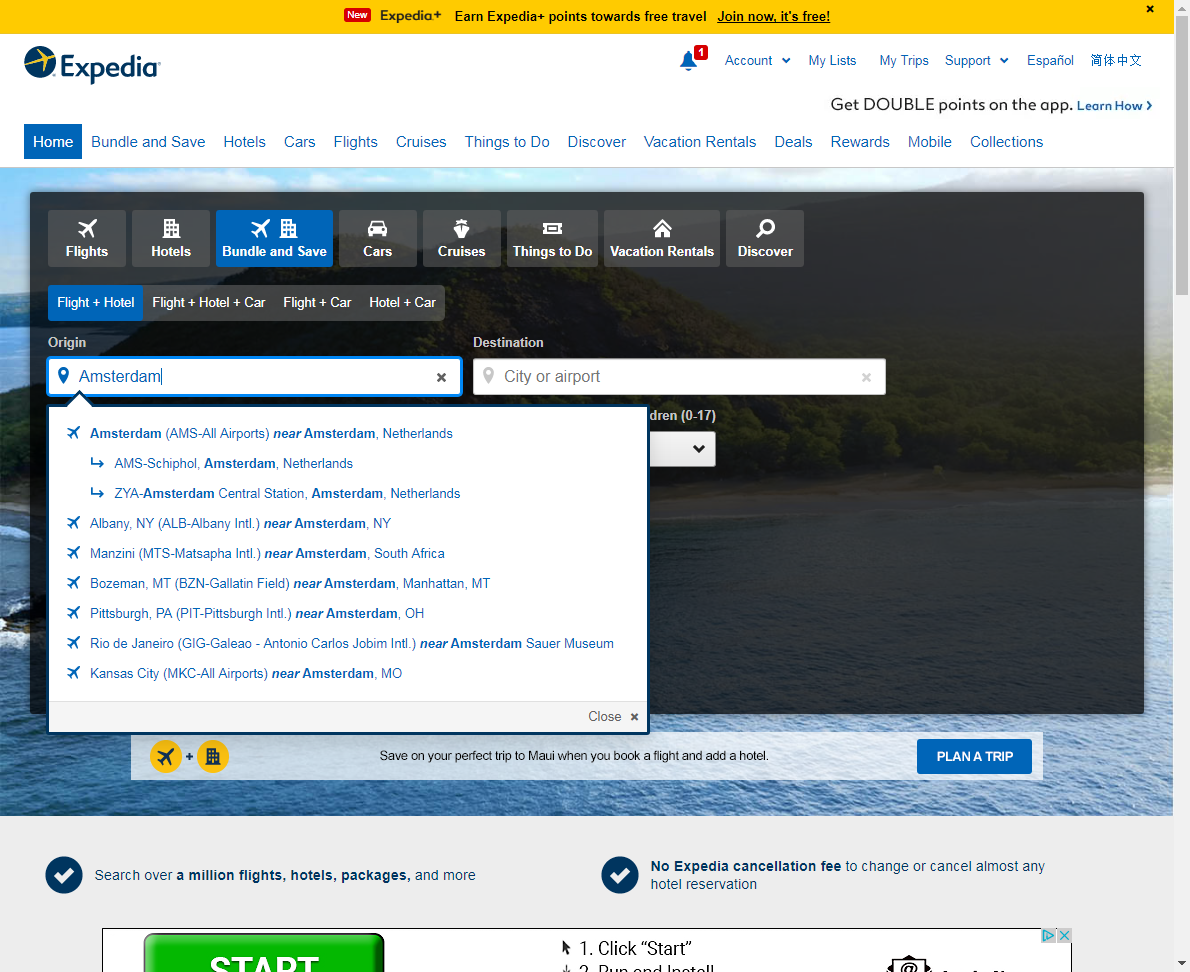 New Expedia+ Earn Expedia+ points towards free travel Join now, it's free!
Expedia
1 Account My Lists My Trips Support Español 简体中文
Get DOUBLE points on the app. Learn How
Home Bundle and Save Hotels Cars Flights Cruises Things to Do Discover Vacation Rentals Deals Rewards Mobile Collections
Flights Hotels Bundle and Save Cars Cruises Things to Do Vacation Rentals Discover
Flight + Hotel Flight + Hotel + Car Flight + Car Hotel + Car
Origin Destination
Amsterdam City or airport
dren (0-17)
Amsterdam (AMS-All Airports) near Amsterdam, Netherlands
AMS-Schiphol, Amsterdam, Netherlands
ZYA-Amsterdam Central Station, Amsterdam, Netherlands
Albany, NY (ALB-Albany Intl.) near Amsterdam, NY
Manzini (MTS-Matsapha Intl.) near Amsterdam, South Africa
Bozeman, MT (BZN-Gallatin Field) near Amsterdam, Manhattan, MT
Pittsburgh, PA (PIT-Pittsburgh Intl.) near Amsterdam, OH
Rio de Janeiro (GIG-Galeao - Antonio Carlos Jobim Intl.) near Amsterdam Sauer Museum
Kansas City (MKC-All Airports) near Amsterdam, MO
Close
+ Save on your perfect trip to Maui when you book a flight and add a hotel. PLAN A TRIP
Search over a million flights, hotels, packages, and more
No Expedia cancellation fee to change or cancel almost any
hotel reservation
START
1. Click “Start”
2. Run and Install